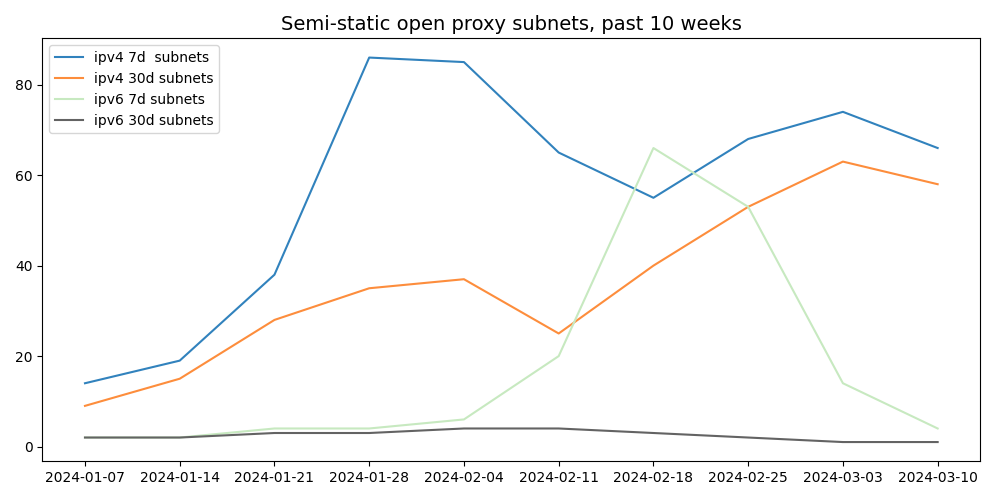 Semi-static open proxy subnets, past 10 weeks
ipv4 7d  subnets
ipv4 30d subnets
ipv6 7d subnets
ipv6 30d subnets
80
60
40
20
0
2024-01-07 2024-01-14 2024-01-21 2024-01-28 2024-02-04 2024-02-11 2024-02-18 2024-02-25 2024-03-03 2024-03-10